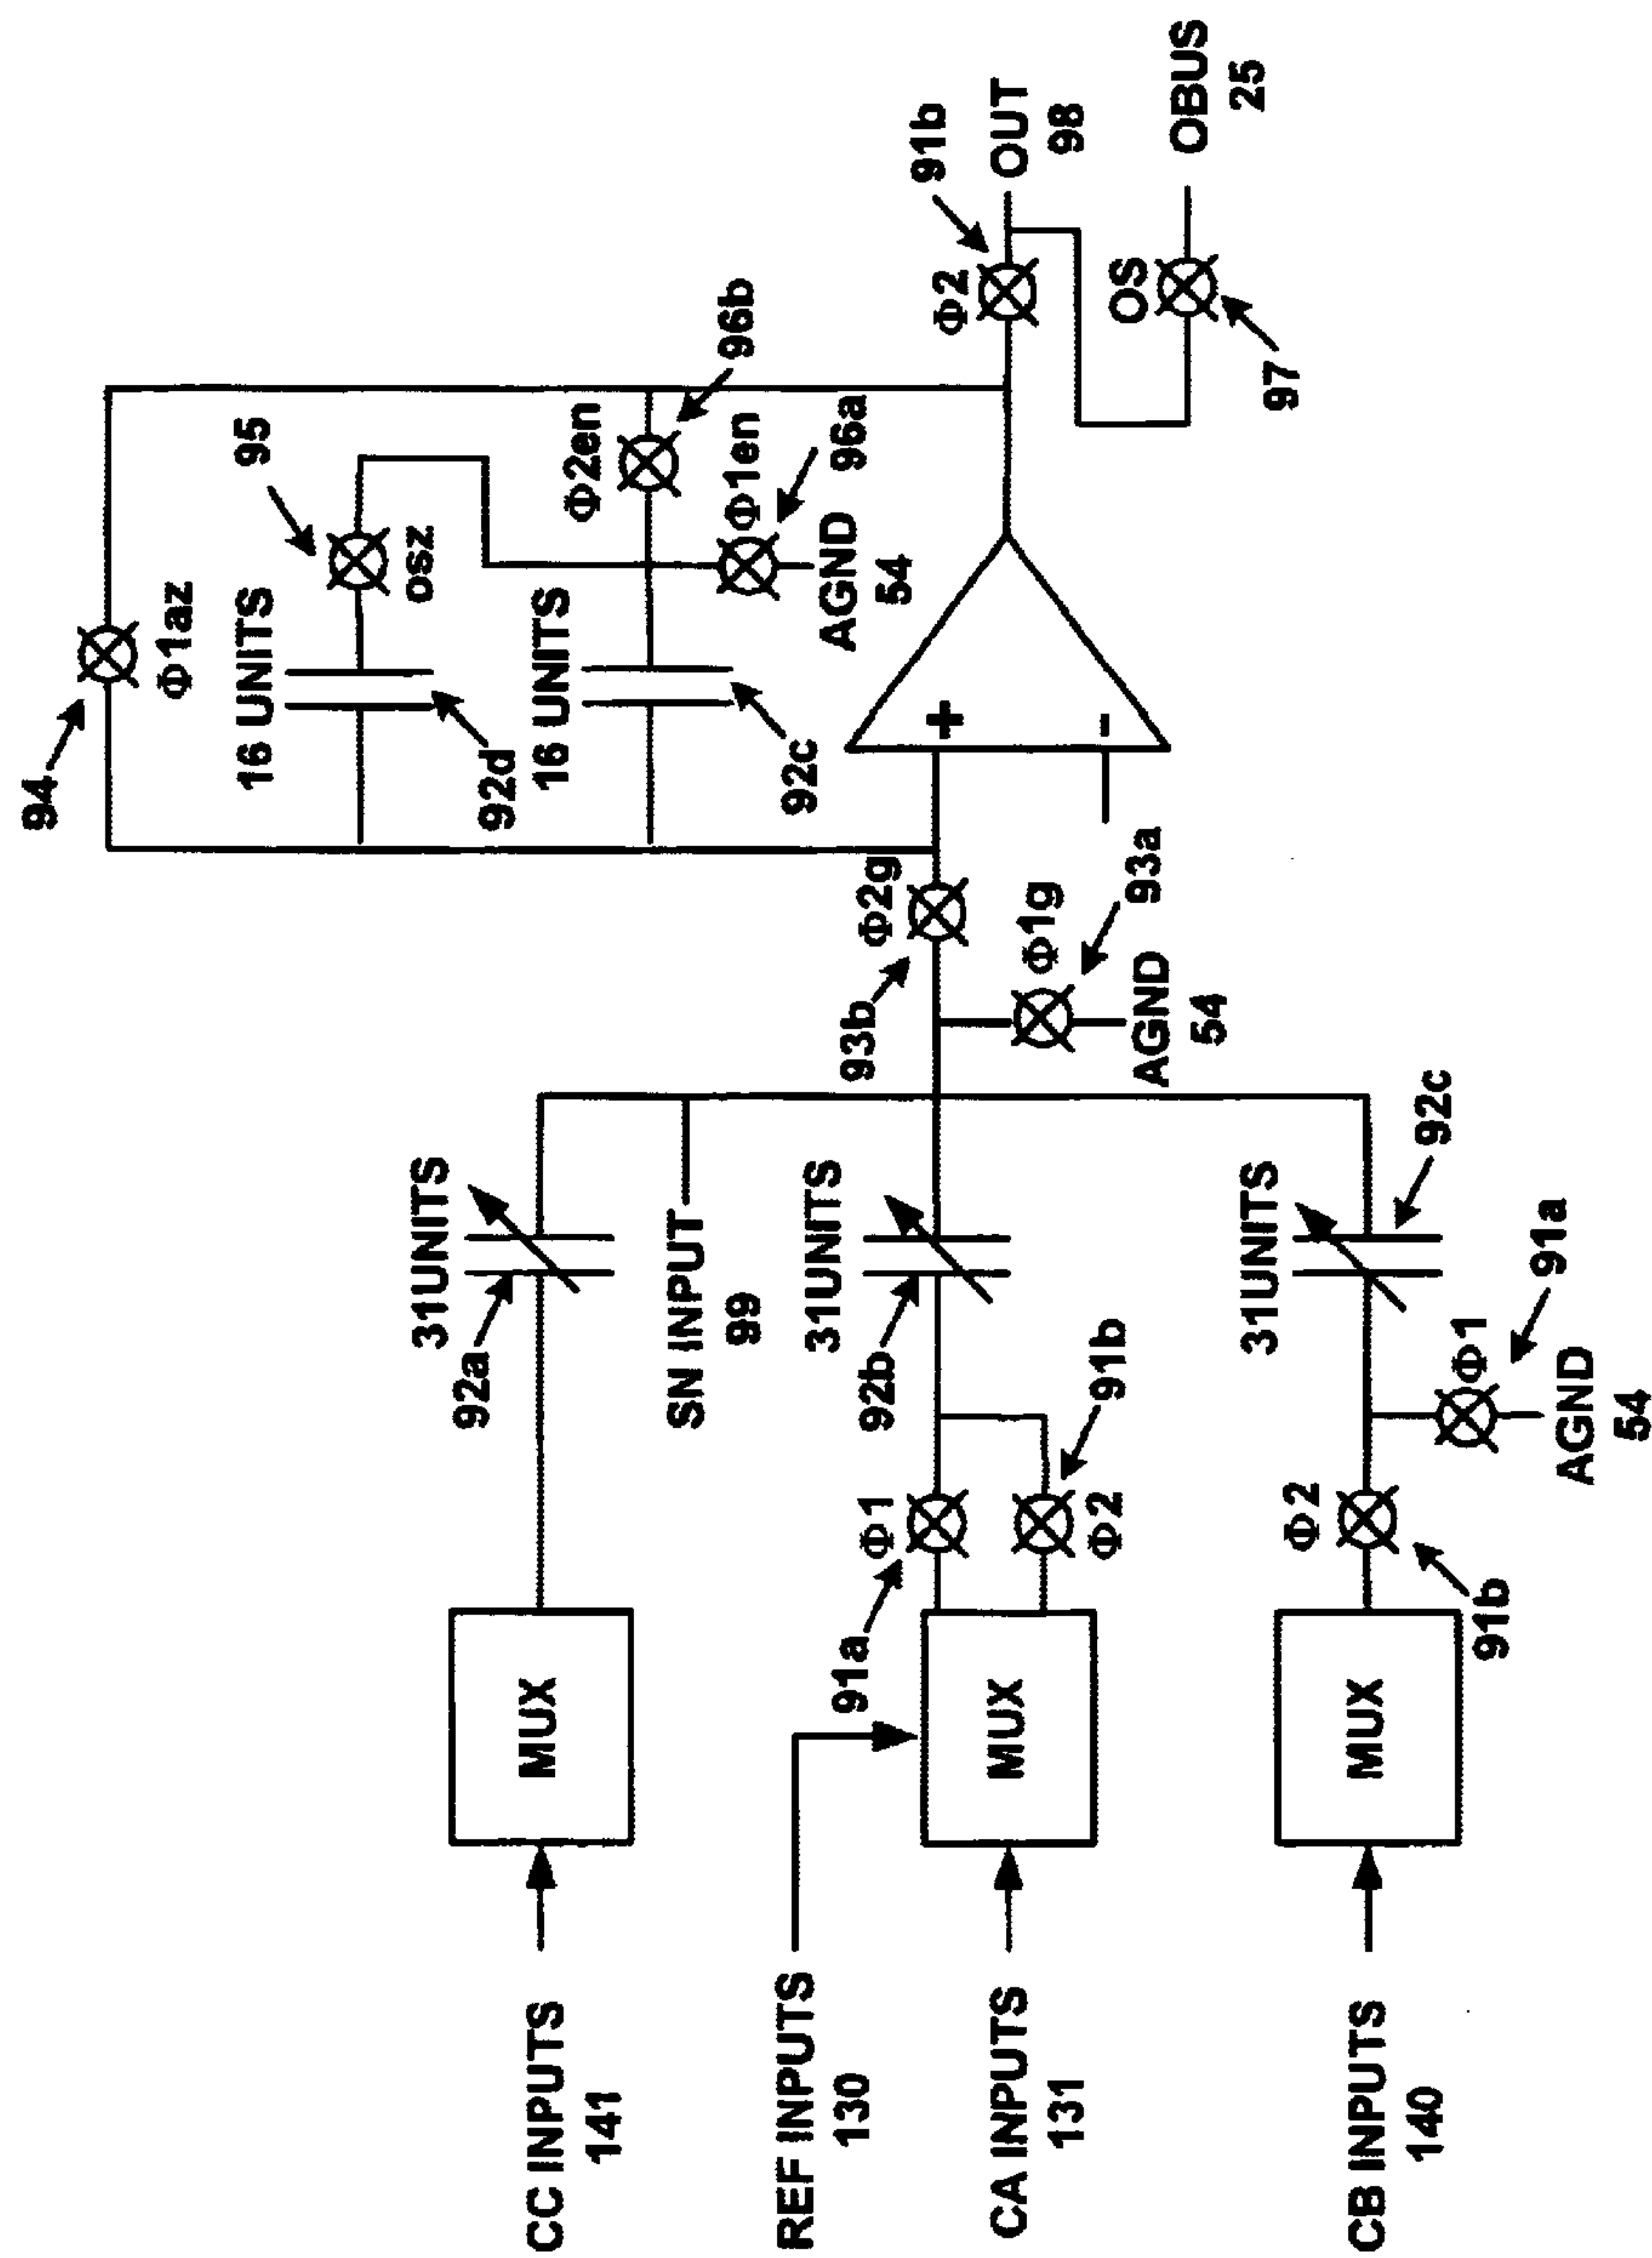 94
Φ1az
95
16 UNITS
osz
92d
16 UNITS
Φ2en
96b
92c
Φ1en
96a
AGND
54
+
-
Φ2
91b
OUT
98
OS
97
OBUS
25
CC INPUTS
141
MUX
31UNITS
92a
SN INPUT
99
93b
Φ2g
Φ1g
93a
AGND
54
REF INPUTS
130
CA INPUTS
131
MUX
91a
Φ1
Φ2
91b
31UNITS
92b
CB INPUTS
140
MUX
Φ2
91b
31UNITS
92c
Φ1
91a
AGND
54